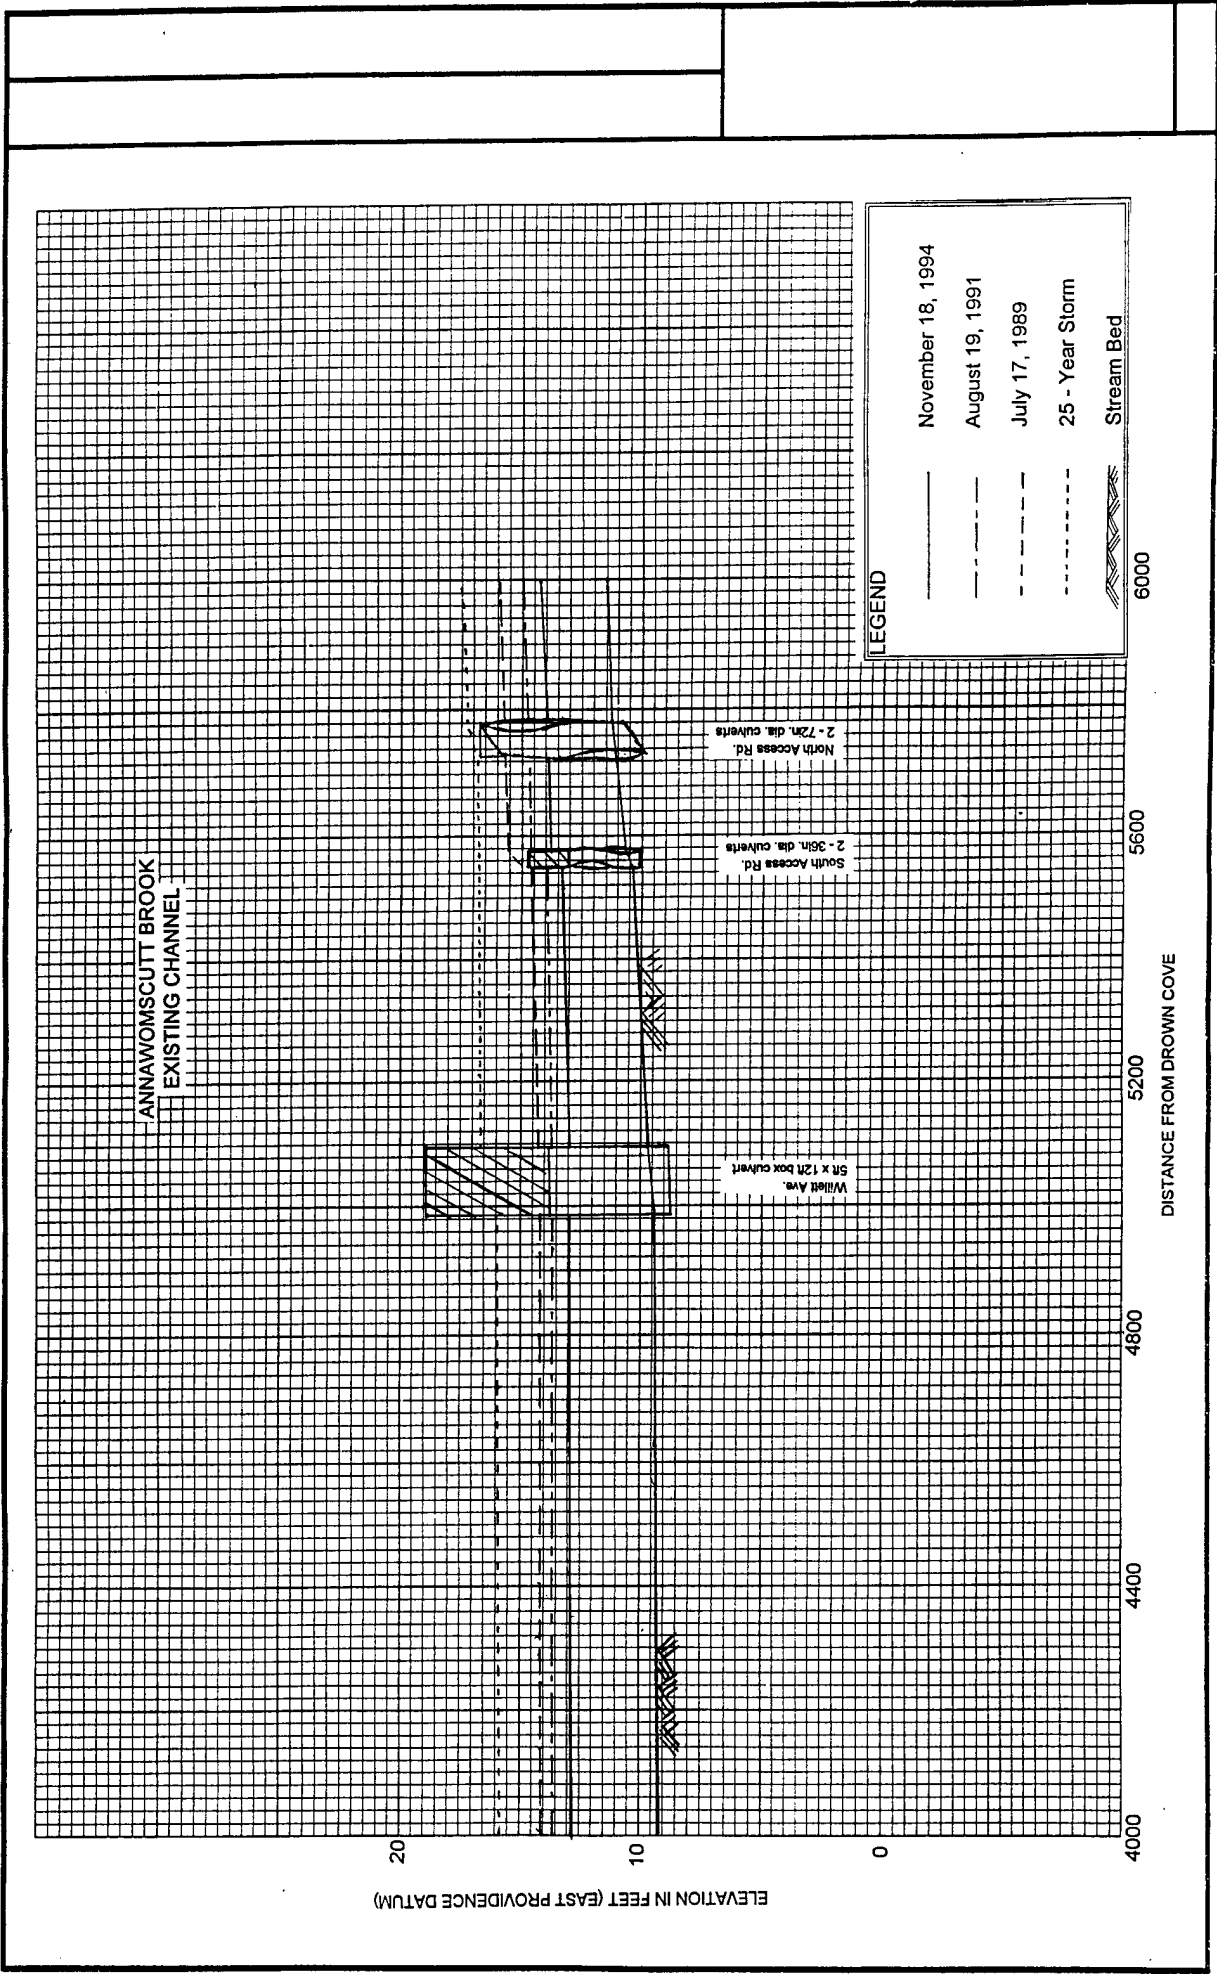 ANNAWOMSCUTT BROOK
EXISTING CHANNEL
ELEVATION IN FEET (EAST PROVIDENCE DATUM)
20
10
0
Willett Ave.
5ft x 12ft box culvert
South Access Rd.
2 - 36in. dia. culverts
North Access Rd.
2 - 72in. dia. culverts
4000
4400
4800
5200
5600
6000
DISTANCE FROM DROWN COVE
LEGEND
November 18, 1994
August 19, 1991
July 17, 1989
25 - Year Storm
Stream Bed